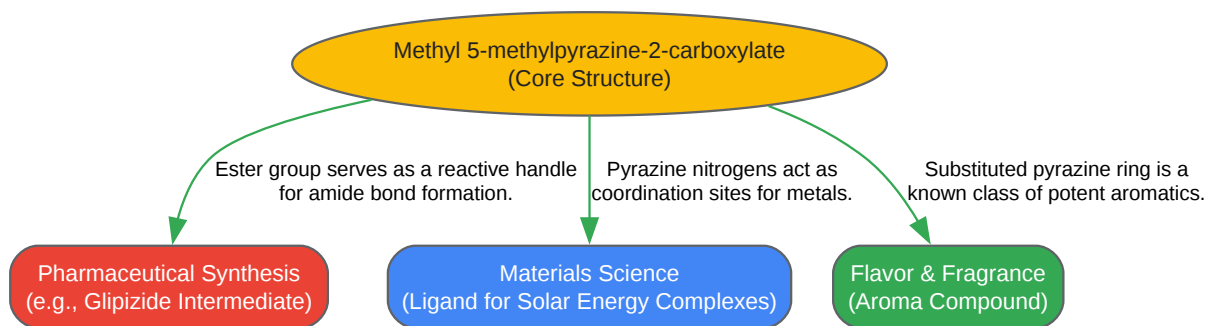 Methyl 5-methylpyrazine-2-carboxylate
(Core Structure)
Ester group serves as a reactive handle
for amide bond formation.
Pyrazine nitrogens act as
coordination sites for metals.
Substituted pyrazine ring is a
known class of potent aromatics.
Pharmaceutical Synthesis
(e.g., Glipizide Intermediate)
Materials Science
(Ligand for Solar Energy Complexes)
Flavor & Fragrance
(Aroma Compound)